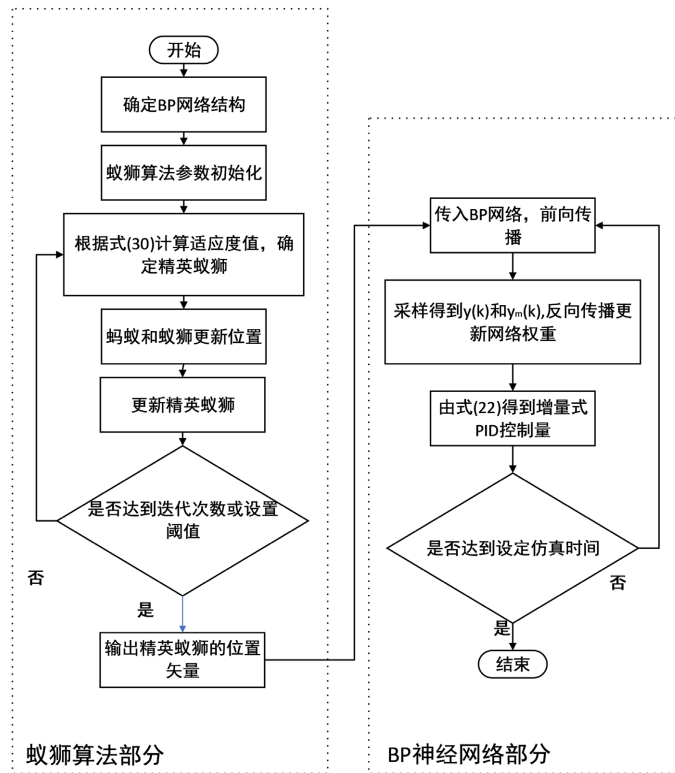 开始
确定BP网络结构
蚁狮算法参数初始化
根据式(30)计算适应度值，确
定精英蚁狮
蚂蚁和蚁狮更新位置
更新精英蚁狮
是否达到迭代次数或设置
阈值
否
是
输出精英蚁狮的位置
矢量
蚁狮算法部分
传入BP网络，前向传
播
采样得到y(k)和yₘ(k),反向传播更
新网络权重
由式(22)得到增量式
PID控制量
是否达到设定仿真时间
否
是
结束
BP神经网络部分